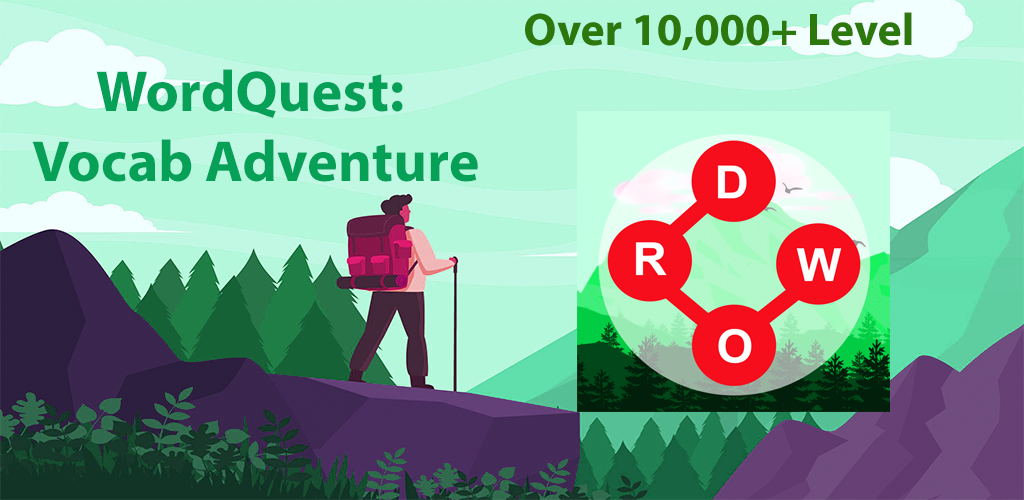 Over 10,000+ Level
WordQuest:
Vocab Adventure
D
R W
O